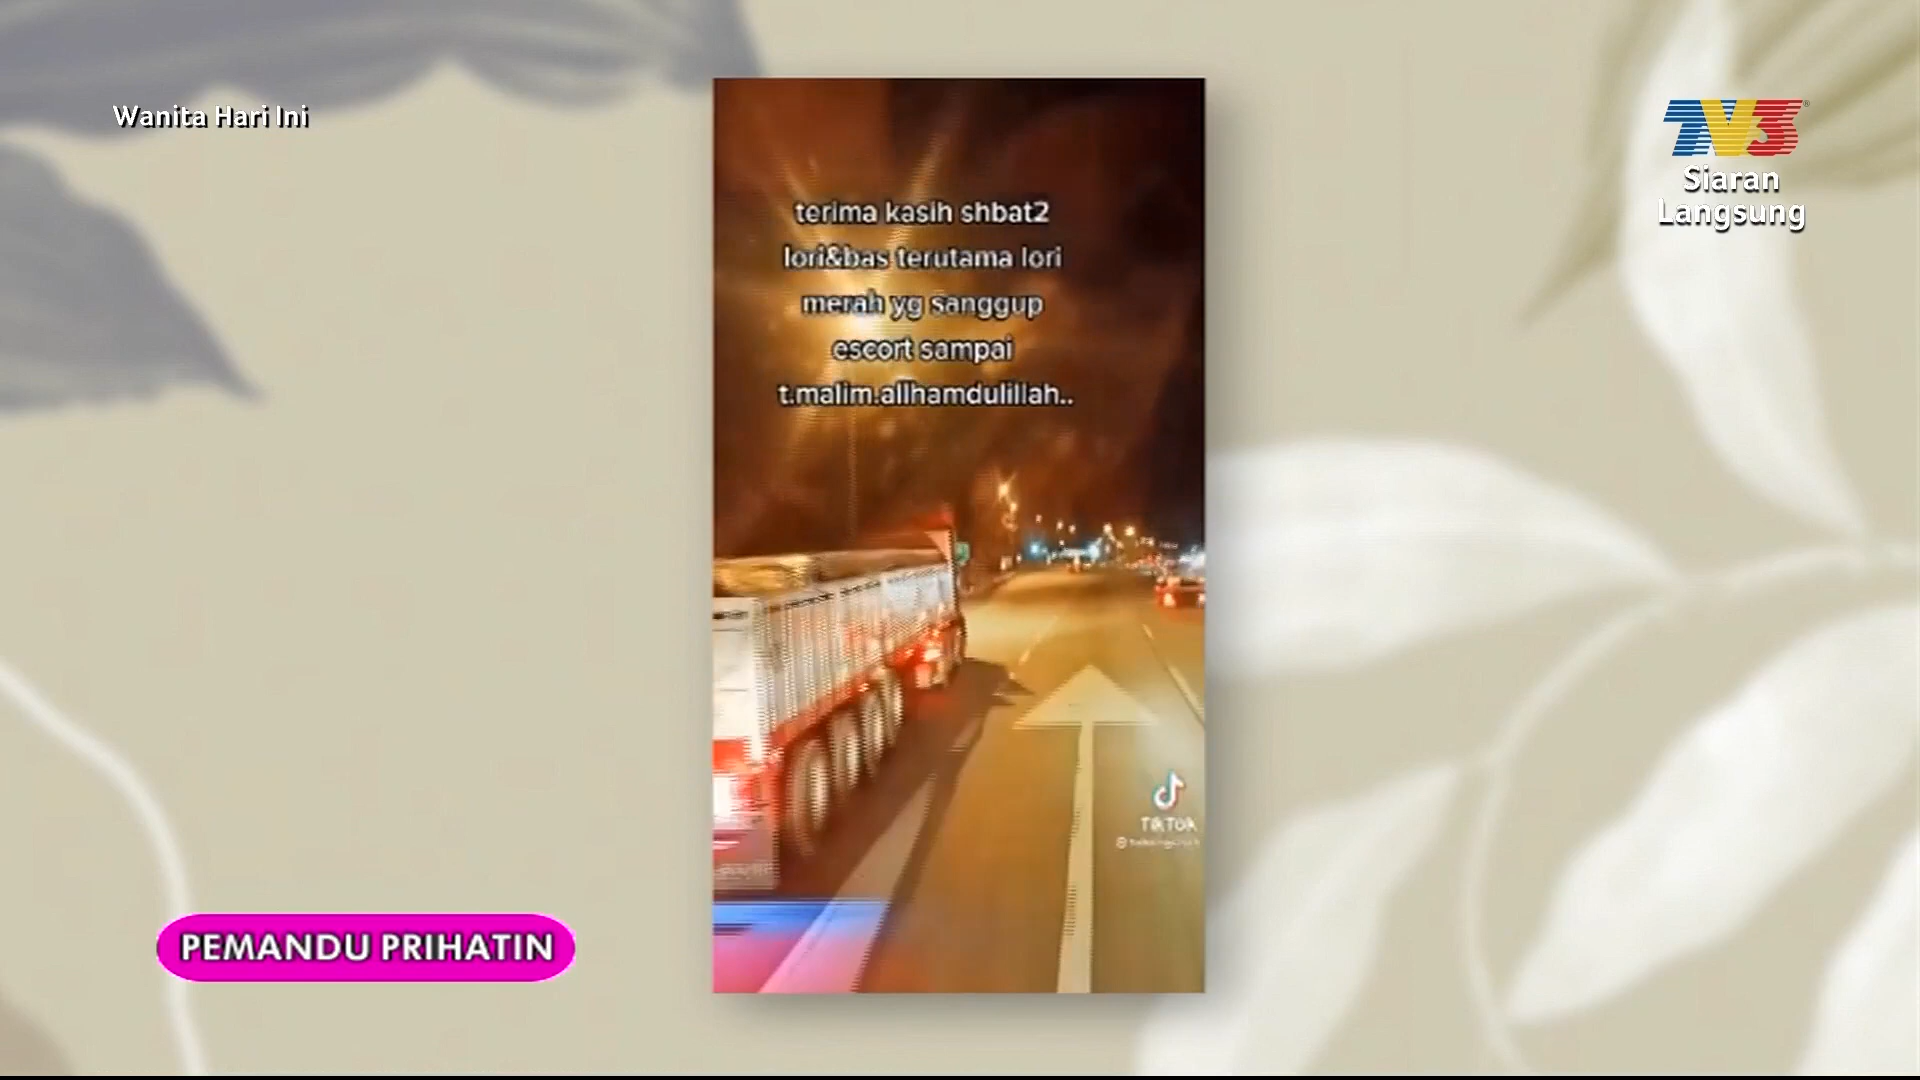 Wanita Hari Ini
TV3
Siaran
Langsung
terima kasih shbat2
lori&bas terutama lori
merah yg sanggup
escort sampai
t.malim.allhamdulillah..
TikTok
PEMANDU PRIHATIN